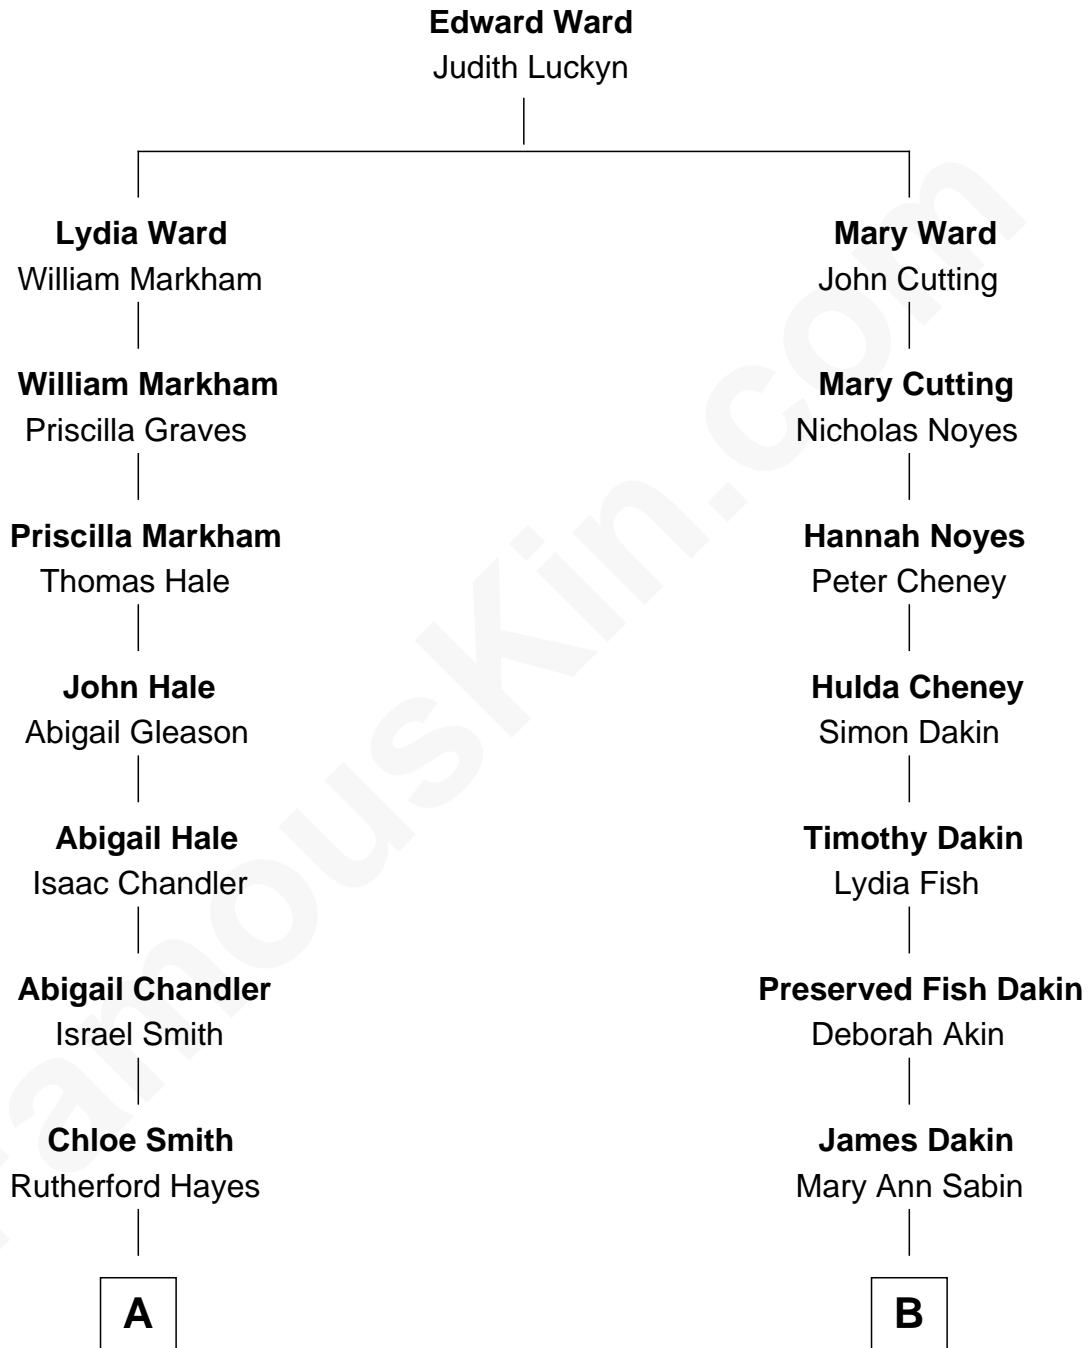 Edward Ward
Judith Luckyn
Lydia Ward
William Markham
Mary Ward
John Cutting
William Markham
Priscilla Graves
Mary Cutting
Nicholas Noyes
Priscilla Markham
Thomas Hale
Hannah Noyes
Peter Cheney
John Hale
Abigail Gleason
Hulda Cheney
Simon Dakin
Abigail Hale
Isaac Chandler
Timothy Dakin
Lydia Fish
Abigail Chandler
Israel Smith
Preserved Fish Dakin
Deborah Akin
Chloe Smith
Rutherford Hayes
James Dakin
Mary Ann Sabin
A
B
FamousKin.com